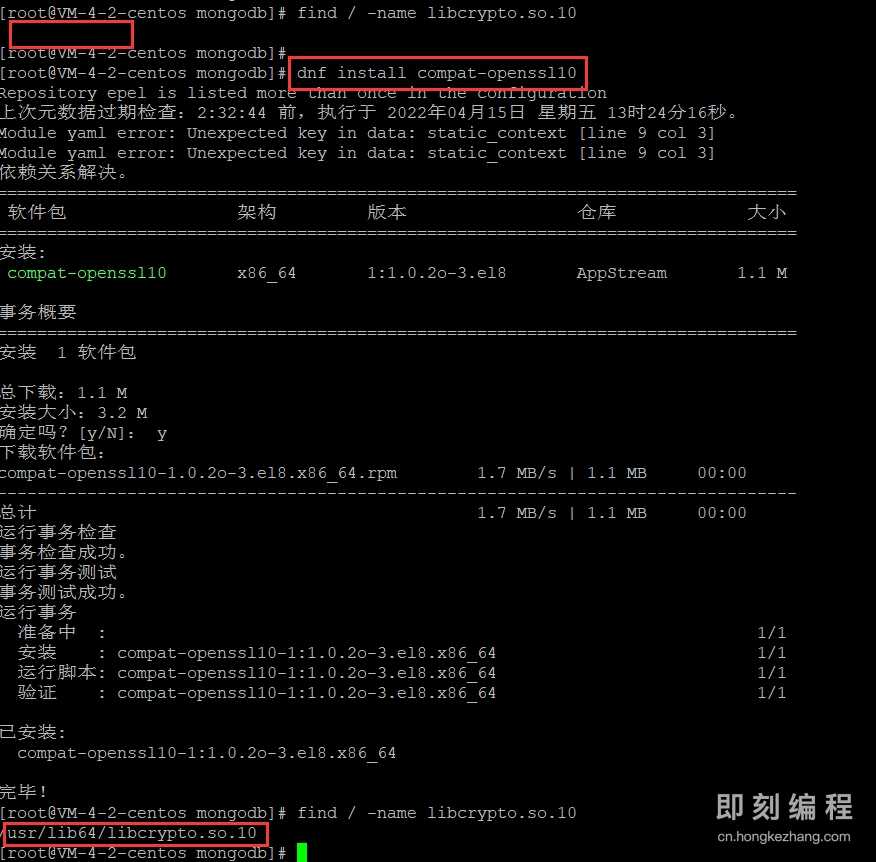 [root@VM-4-2-centos mongodb]# find / -name libcrypto.so.10
[root@VM-4-2-centos mongodb]#
[root@VM-4-2-centos mongodb]# dnf install compat-openssl10
Repository epel is listed more than once in the configuration
上次元数据过期检查：2:32:44 前，执行于 2022年04月15日 星期五 13时24分16秒。
Module yaml error: Unexpected key in data: static_context [line 9 col 3]
Module yaml error: Unexpected key in data: static_context [line 9 col 3]
依赖关系解决。
================================================================================
软件包 架构 版本 仓库 大小
================================================================================
安装:
compat-openssl10 x86_64 1:1.0.2o-3.el8 AppStream 1.1 M
事务概要
================================================================================
安装 1 软件包
总下载：1.1 M
安装大小：3.2 M
确定吗？[y/N]： y
下载软件包：
compat-openssl10-1.0.2o-3.el8.x86_64.rpm 1.7 MB/s | 1.1 MB 00:00
--------------------------------------------------------------------------------
总计 1.7 MB/s | 1.1 MB 00:00
运行事务检查
事务检查成功。
运行事务测试
事务测试成功。
运行事务
准备中 : 1/1
安装 : compat-openssl10-1:1.0.2o-3.el8.x86_64 1/1
运行脚本: compat-openssl10-1:1.0.2o-3.el8.x86_64 1/1
验证 : compat-openssl10-1:1.0.2o-3.el8.x86_64 1/1
已安装:
compat-openssl10-1:1.0.2o-3.el8.x86_64
完毕！
[root@VM-4-2-centos mongodb]# find / -name libcrypto.so.10
/usr/lib64/libcrypto.so.10
[root@VM-4-2-centos mongodb]#
即刻编程
cn.hongkezhang.com